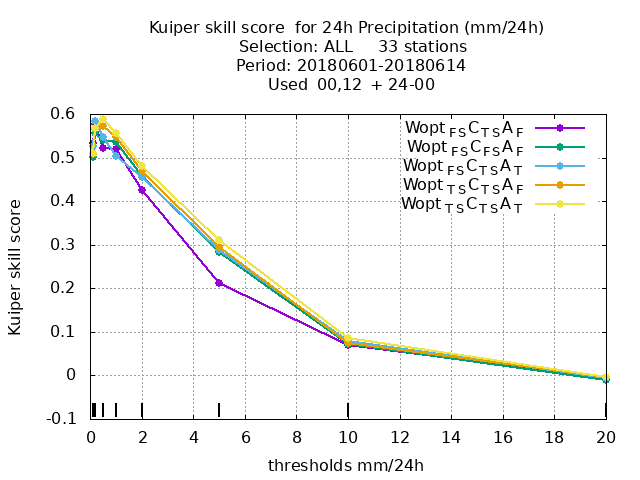 Kuiper skill score  for 24h Precipitation (mm/24h)
Selection: ALL     33 stations
Period: 20180601-20180614
Used  00,12  + 24-00
Wopt FS C TS A F
Wopt FS C FS A F
Wopt FS C TS A T
Wopt TS C TS A F
Wopt TS C TS A T
Kuiper skill score
0.6
0.5
0.4
0.3
0.2
0.1
0
-0.1
0 2 4 6 8 10 12 14 16 18 20
thresholds mm/24h